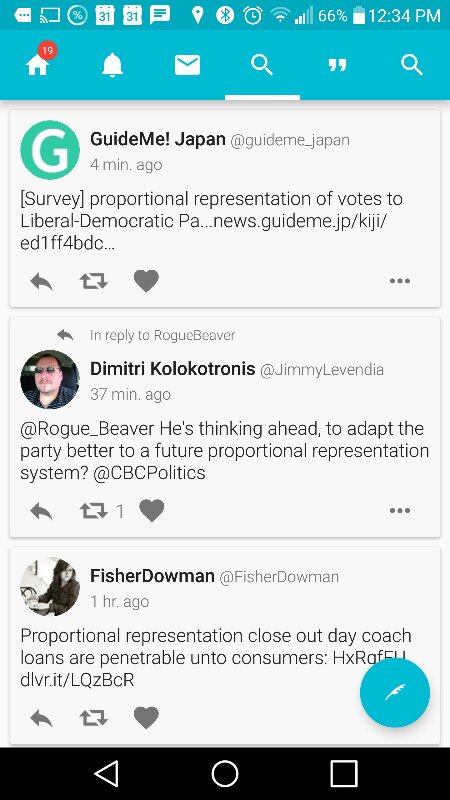 31 31 66% 12:34 PM
19
GuideMe! Japan @guideme_japan
4 min. ago
[Survey] proportional representation of votes to
Liberal-Democratic Pa...news.guideme.jp/kiji/
ed1ff4bdc...
In reply to RogueBeaver
Dimitri Kolokotronis @JimmyLevendia
37 min. ago
@Rogue_Beaver He's thinking ahead, to adapt the
party better to a future proportional representation
system? @CBCPolitics
1
FisherDowman @FisherDowman
1 hr. ago
Proportional representation close out day coach
loans are penetrable unto consumers:
dlvr.it/LQzBcR